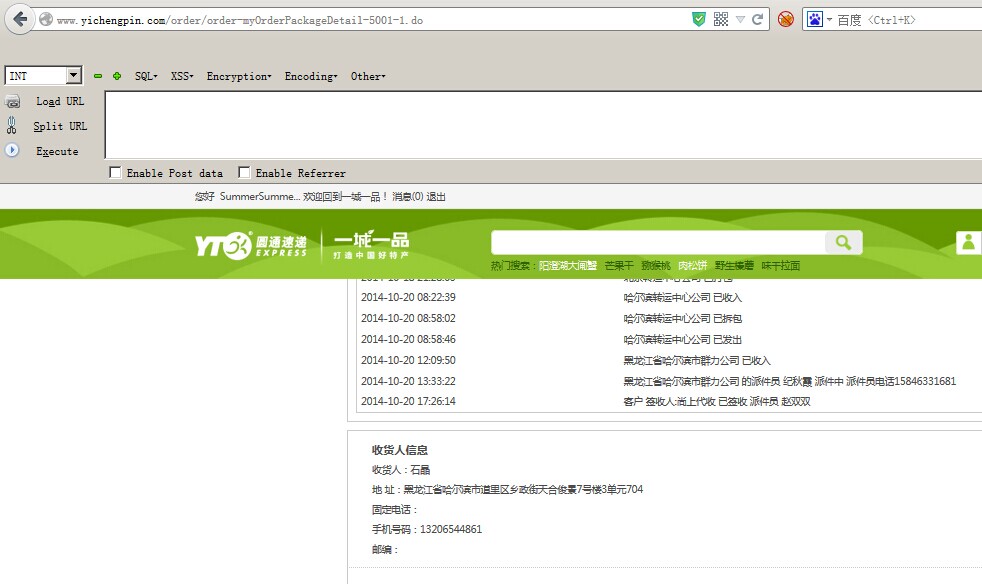 www.yichengpin.com/order/order-myOrderPackageDetail-5001-1.do
百度 <Ctrl+K>
INT
SQL▾ XSS▾ Encryption▾ Encoding▾ Other▾
Load URL
Split URL
Execute
Enable Post data Enable Referrer
您好 SummerSumme... 欢迎回到一城一品！ 消息(0) 退出
YTO 圆通速递 EXPRESS 一城一品 打造中国好特产
热门搜索：阳澄湖大闸蟹 芒果干 猕猴桃 肉松饼 野生榛蘑 味千拉面
2014-10-20 08:22:39 哈尔滨转运中心公司 已收入
2014-10-20 08:58:02 哈尔滨转运中心公司 已拆包
2014-10-20 08:58:46 哈尔滨转运中心公司 已发出
2014-10-20 12:09:50 黑龙江省哈尔滨市群力公司 已收入
2014-10-20 13:33:22 黑龙江省哈尔滨市群力公司 的派件员 纪秋霞 派件中 派件员电话15846331681
2014-10-20 17:26:14 客户 签收人:尚上代收 已签收 派件员 赵双双
收货人信息
收货人：石晶
地 址：黑龙江省哈尔滨市道里区乡政街天合俊景7号楼3单元704
固定电话：
手机号码：13206544861
邮编：